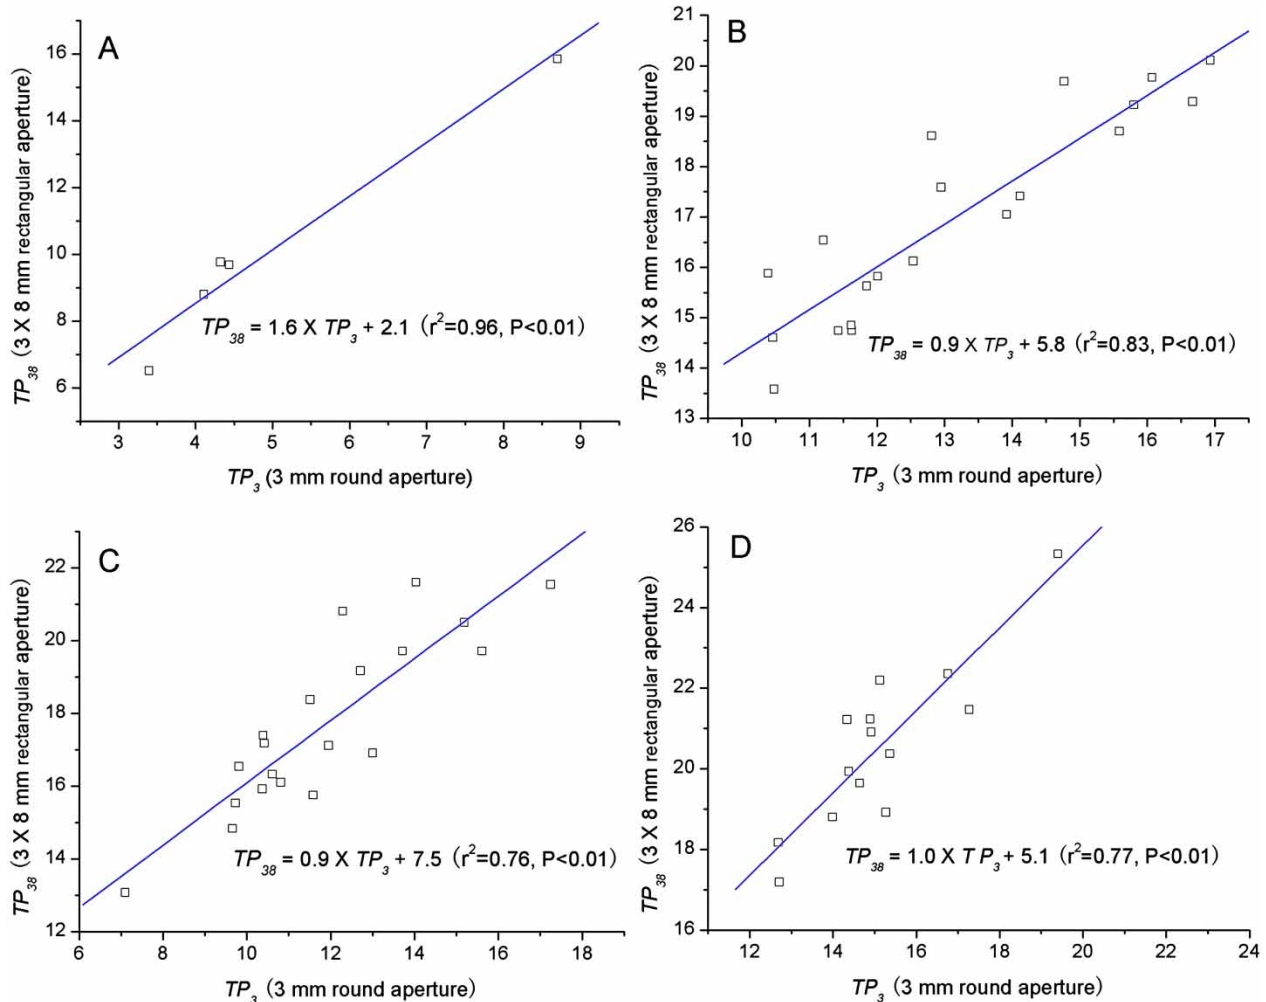 A
TP38 (3 X 8 mm rectangular aperture)
16
14
12
10
8
6
TP38 = 1.6 X TP3 + 2.1 (r2=0.96, P<0.01)
3 4 5 6 7 8 9
TP3 (3 mm round aperture)
B
TP38 (3 X 8 mm rectangular aperture)
21
20
19
18
17
16
15
14
13
TP38 = 0.9 X TP3 + 5.8 (r2=0.83, P<0.01)
10 11 12 13 14 15 16 17
TP3 (3 mm round aperture)
C
TP38 (3 X 8 mm rectangular aperture)
22
20
18
16
14
12
TP38 = 0.9 X TP3 + 7.5 (r2=0.76, P<0.01)
6 8 10 12 14 16 18
TP3 (3 mm round aperture)
D
TP38 (3 X 8 mm rectangular aperture)
26
24
22
20
18
16
TP38 = 1.0 X T P3 + 5.1 (r2=0.77, P<0.01)
12 14 16 18 20 22 24
TP3 (3 mm round aperture)